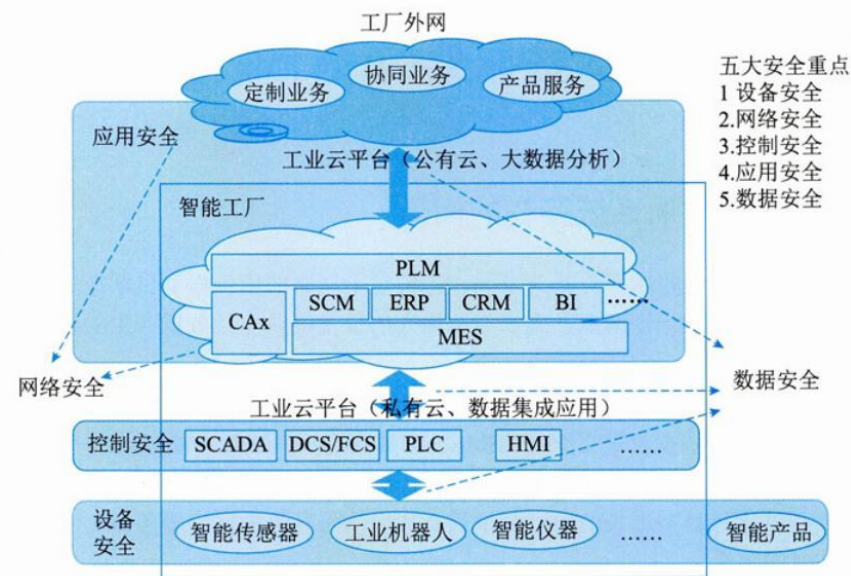 工厂外网
定制业务
协同业务
产品服务
五大安全重点
1 设备安全
2.网络安全
3.控制安全
4.应用安全
5.数据安全
应用安全
工业云平台（公有云、大数据分析）
智能工厂
PLM
CAx
SCM
ERP
CRM
BI
……
MES
网络安全
数据安全
工业云平台（私有云、数据集成应用）
控制安全
SCADA
DCS/FCS
PLC
HMI
……
设备
安全
智能传感器
工业机器人
智能仪器
……
智能产品